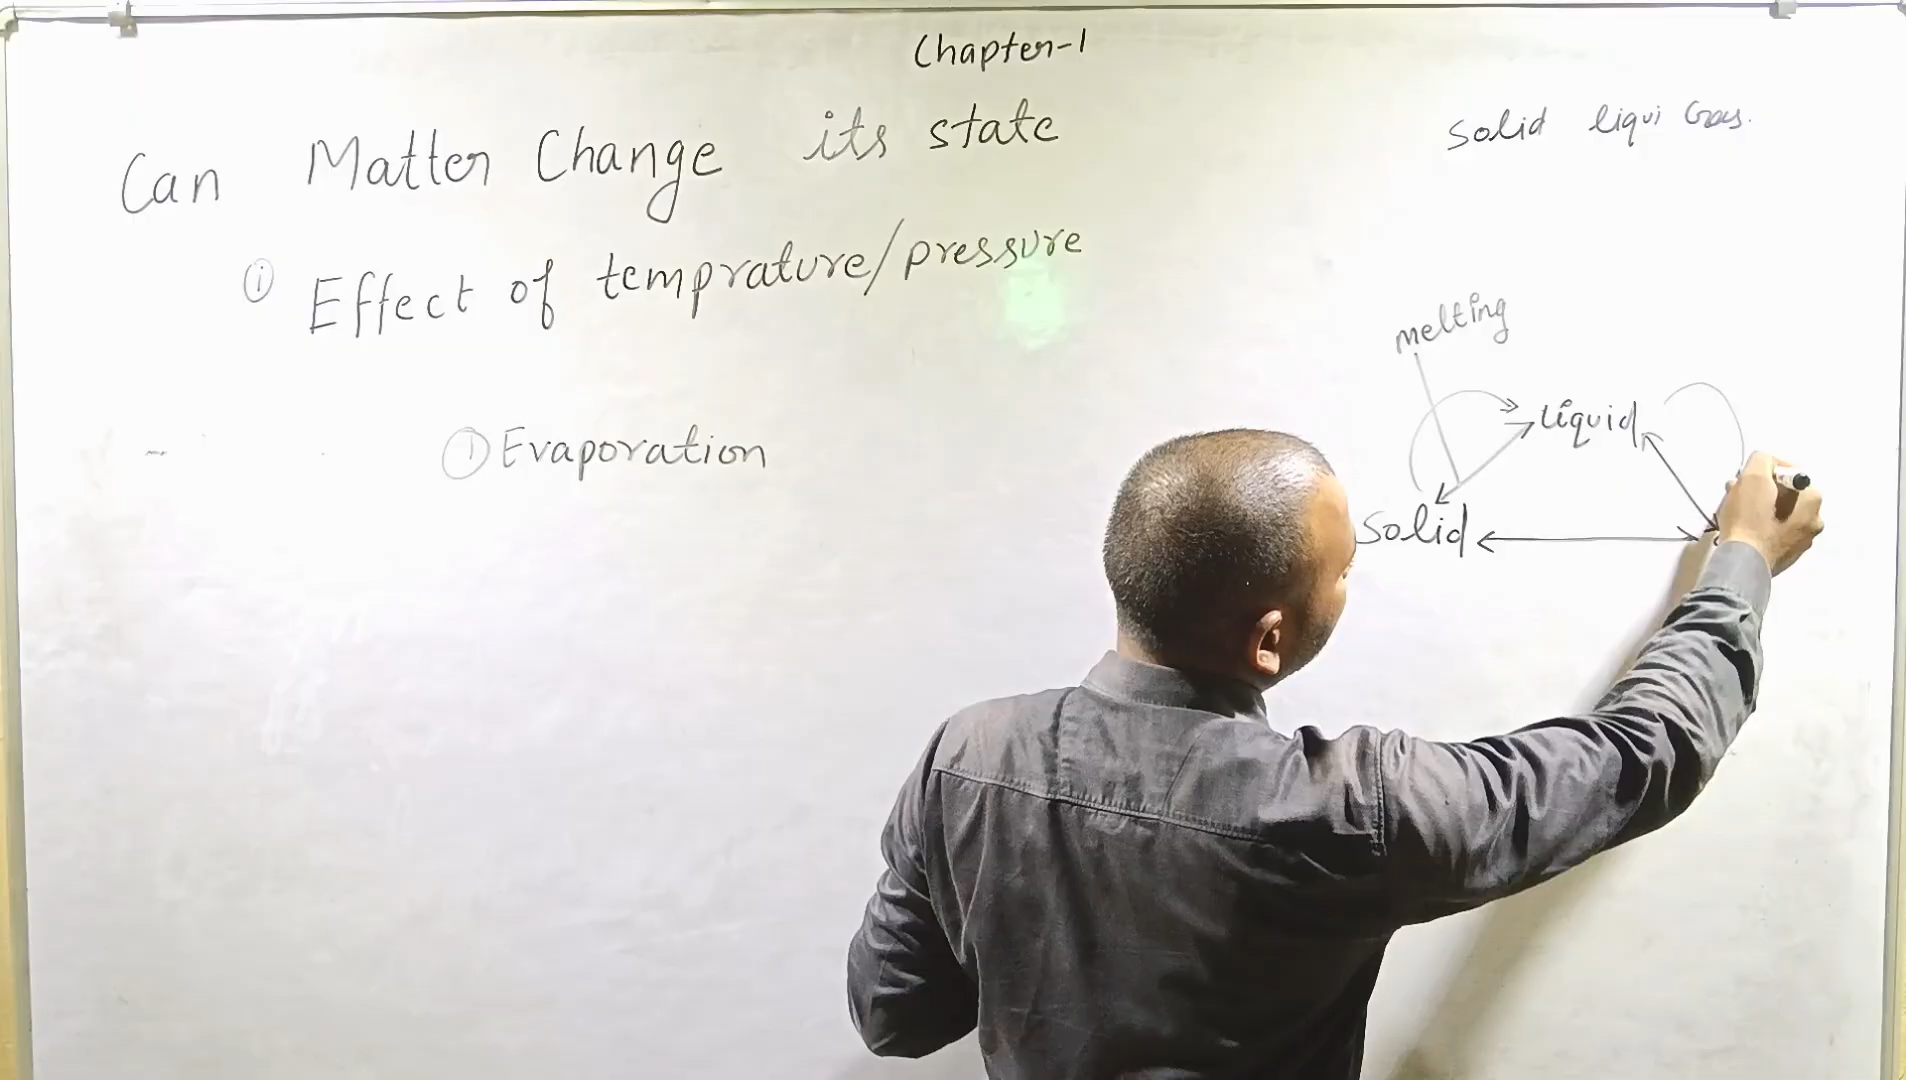 Chapter-1
Can Matter Change its state
Solid liqui Gas.
① Effect of temprature/pressure
melting
① Evaporation
liquid
Solid